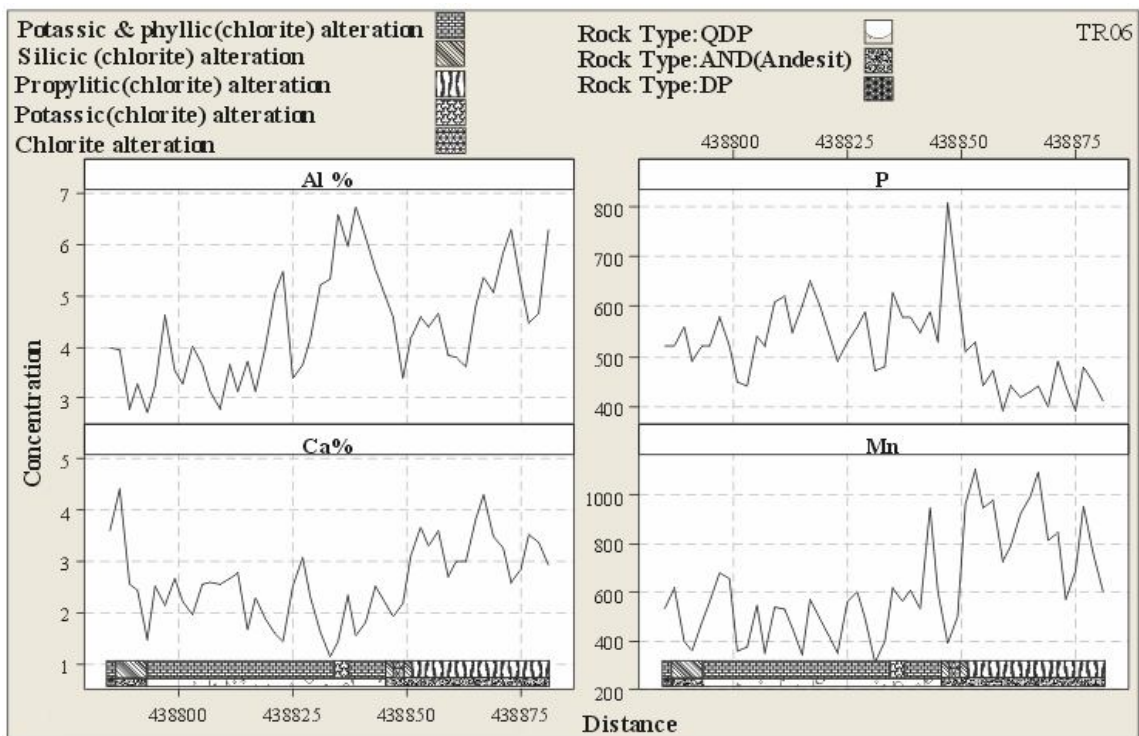 Potassic & phyllic(chlorite) alteration
Silicic (chlorite) alteration
Propylitic(chlorite) alteration
Potassic(chlorite) alteration
Chlorite alteration
Rock Type:QDP
Rock Type:AND(Andesit)
Rock Type:DP
TR06
438800 438825 438850 438875
Al %
7
6
5
4
3
P
800
700
600
500
400
Concentration
Ca%
5
4
3
2
1
Mn
1000
800
600
400
200
438800 438825 438850 438875
Distance